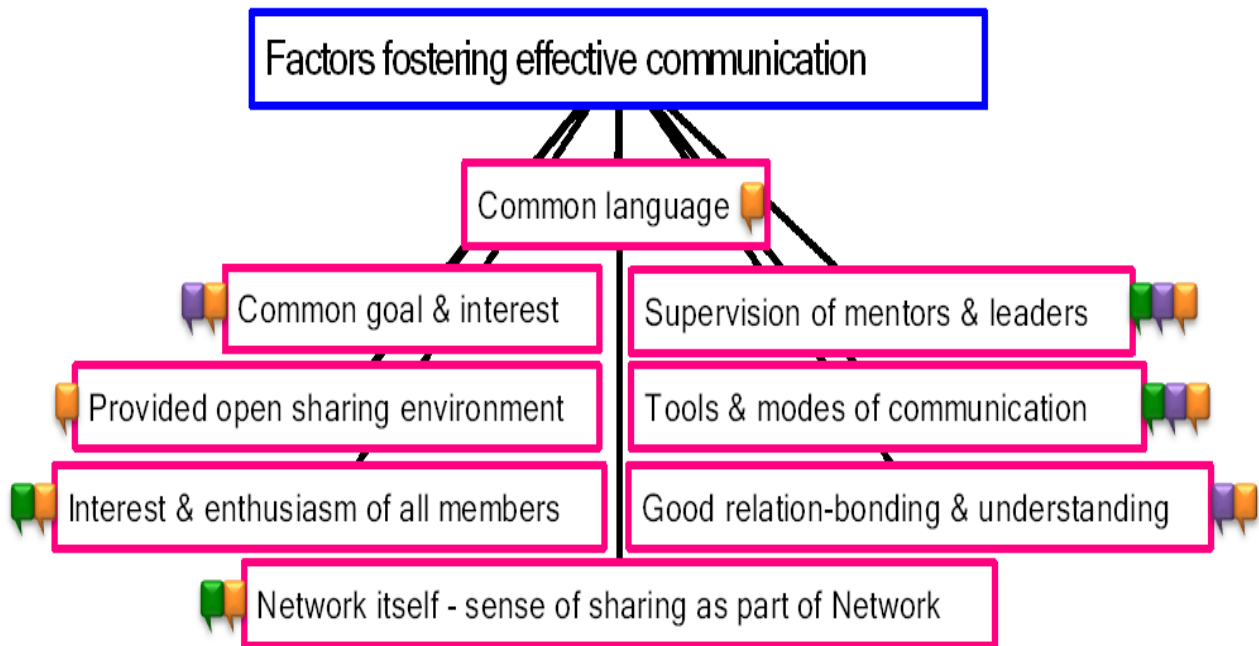 Factors fostering effective communication
Common language
Common goal & interest
Supervision of mentors & leaders
Provided open sharing environment
Tools & modes of communication
Interest & enthusiasm of all members
Good relation-bonding & understanding
Network itself - sense of sharing as part of Network